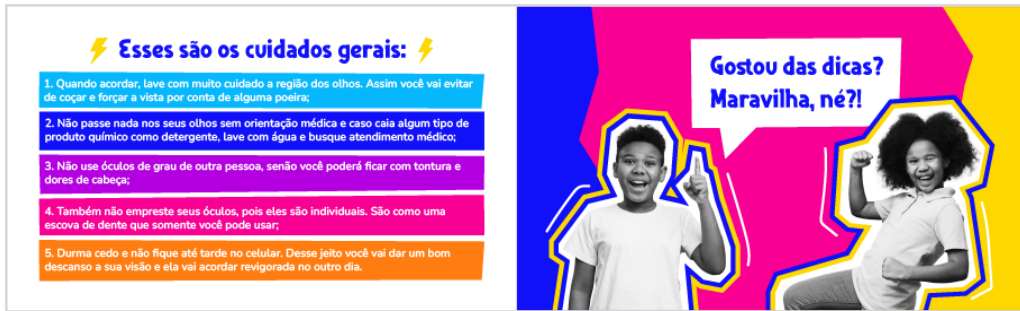 Esses são os cuidados gerais:
1. Quando acordar, lave com muito cuidado a região dos olhos. Assim você vai evitar
de coçar e forçar a vista por conta de alguma poeira;
2. Não passe nada nos seus olhos sem orientação médica e caso caia algum tipo de
produto químico como detergente, lave com água e busque atendimento médico;
3. Não use óculos de grau de outra pessoa, senão você poderá ficar com tontura e
dores de cabeça;
4. Também não empreste seus óculos, pois eles são individuais. São como uma
escova de dente que somente você pode usar;
5. Durma cedo e não fique até tarde no celular. Desse jeito você vai dar um bom
descanso a sua visão e ela vai acordar revigorada no outro dia.
Gostou das dicas?
Maravilha, né?!